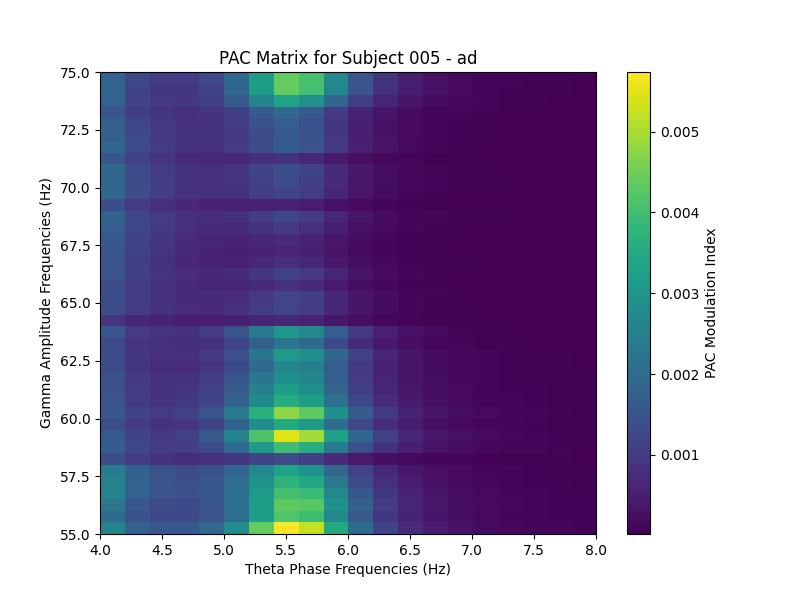 PAC Matrix for Subject 005 - ad
75.0
72.5
70.0
67.5
65.0
62.5
60.0
57.5
55.0
Gamma Amplitude Frequencies (Hz)
4.0 4.5 5.0 5.5 6.0 6.5 7.0 7.5 8.0
Theta Phase Frequencies (Hz)
0.005
0.004
0.003
0.002
0.001
PAC Modulation Index